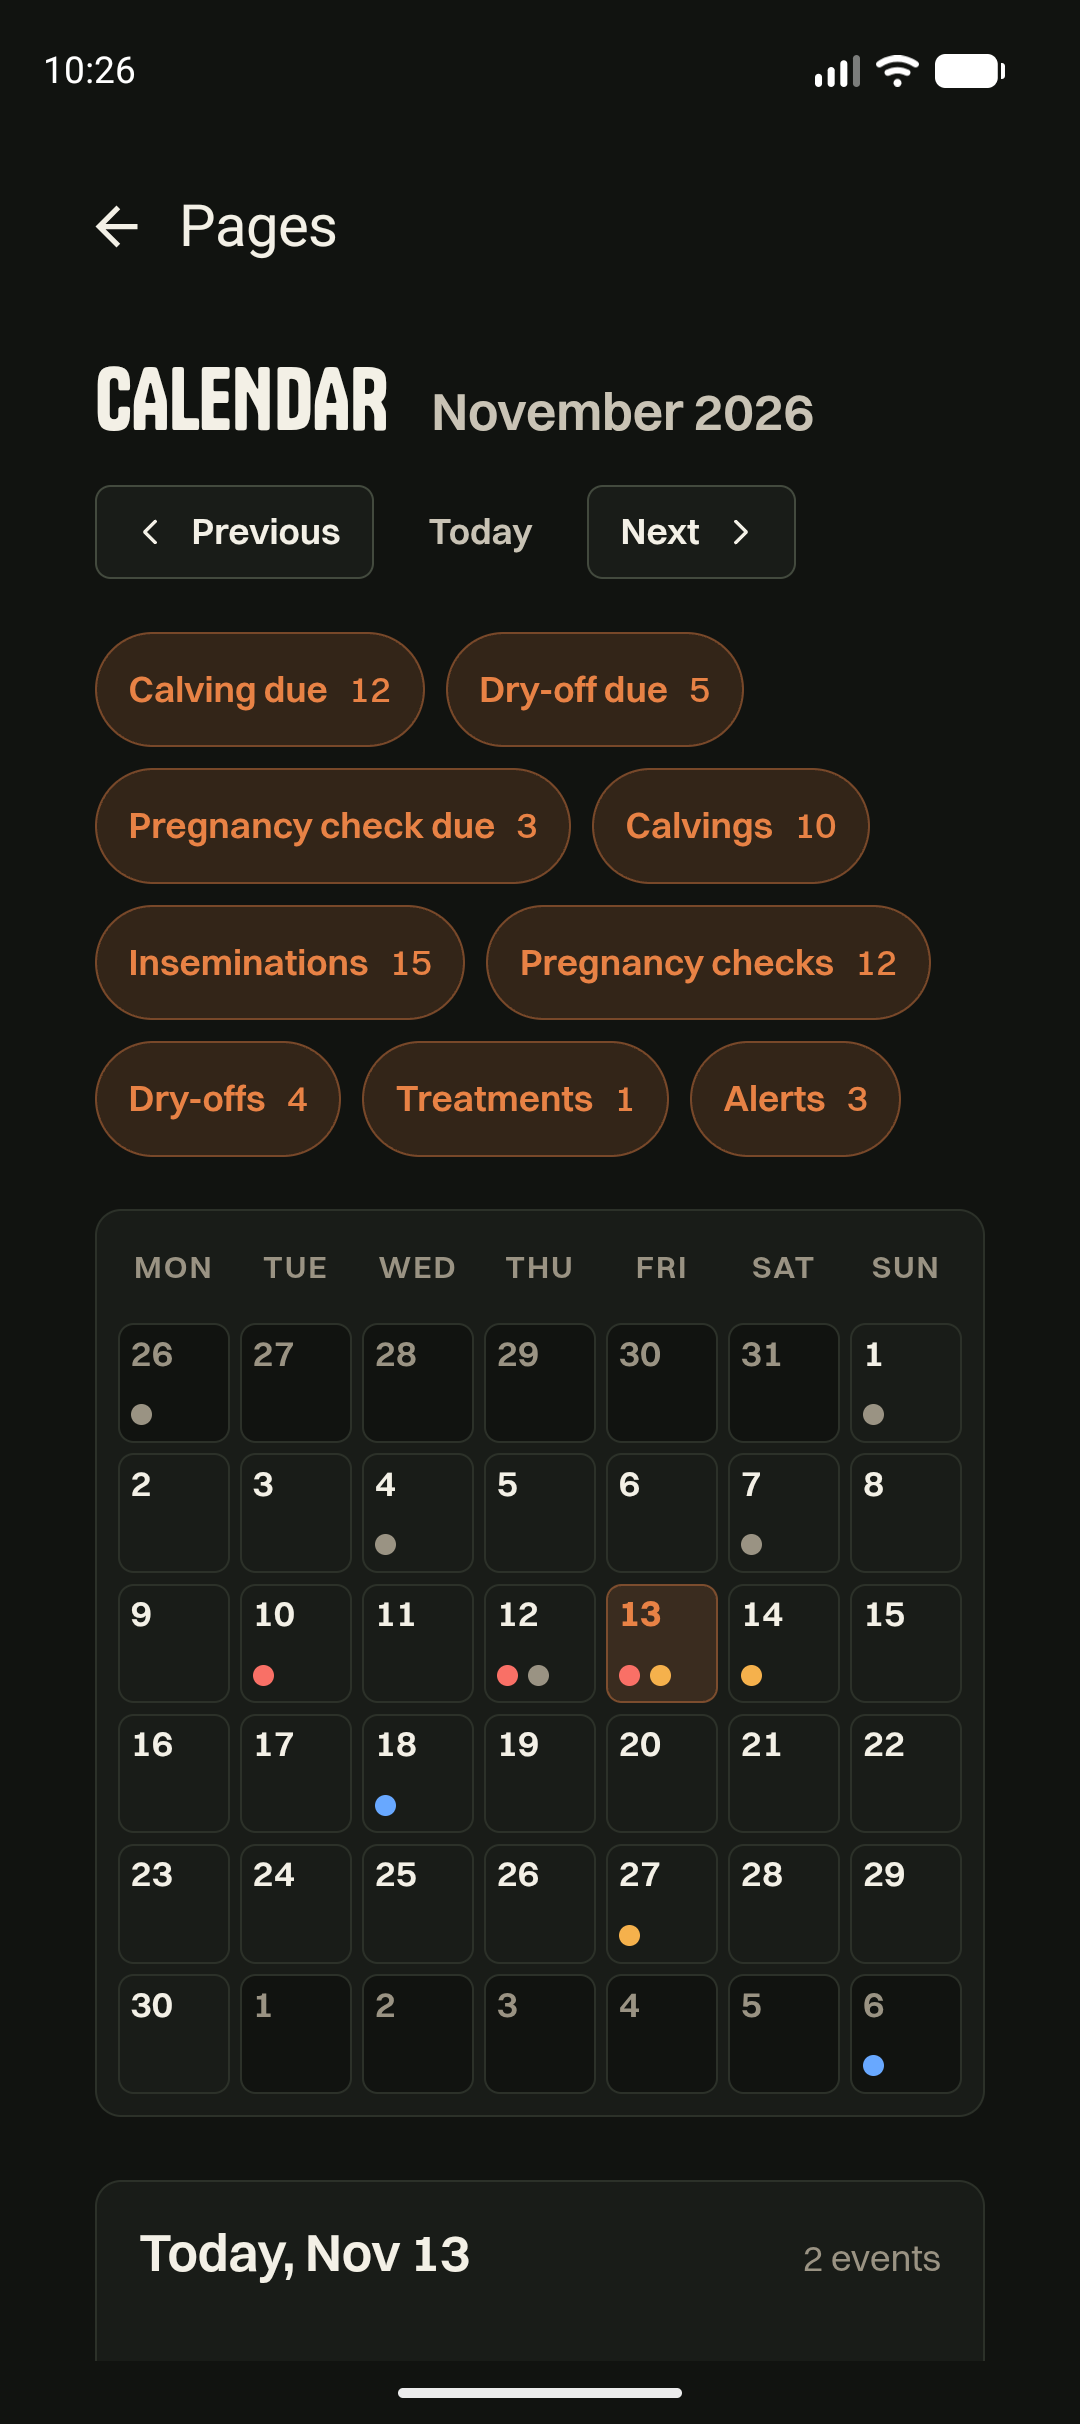 10:26
Pages
CALENDAR November 2026
Previous Today Next
Calving due 12 Dry-off due 5
Pregnancy check due 3 Calvings 10
Inseminations 15 Pregnancy checks 12
Dry-offs 4 Treatments 1 Alerts 3
MON TUE WED THU FRI SAT SUN
26 27 28 29 30 31 1
2 3 4 5 6 7 8
9 10 11 12 13 14 15
16 17 18 19 20 21 22
23 24 25 26 27 28 29
30 1 2 3 4 5 6
Today, Nov 13 2 events